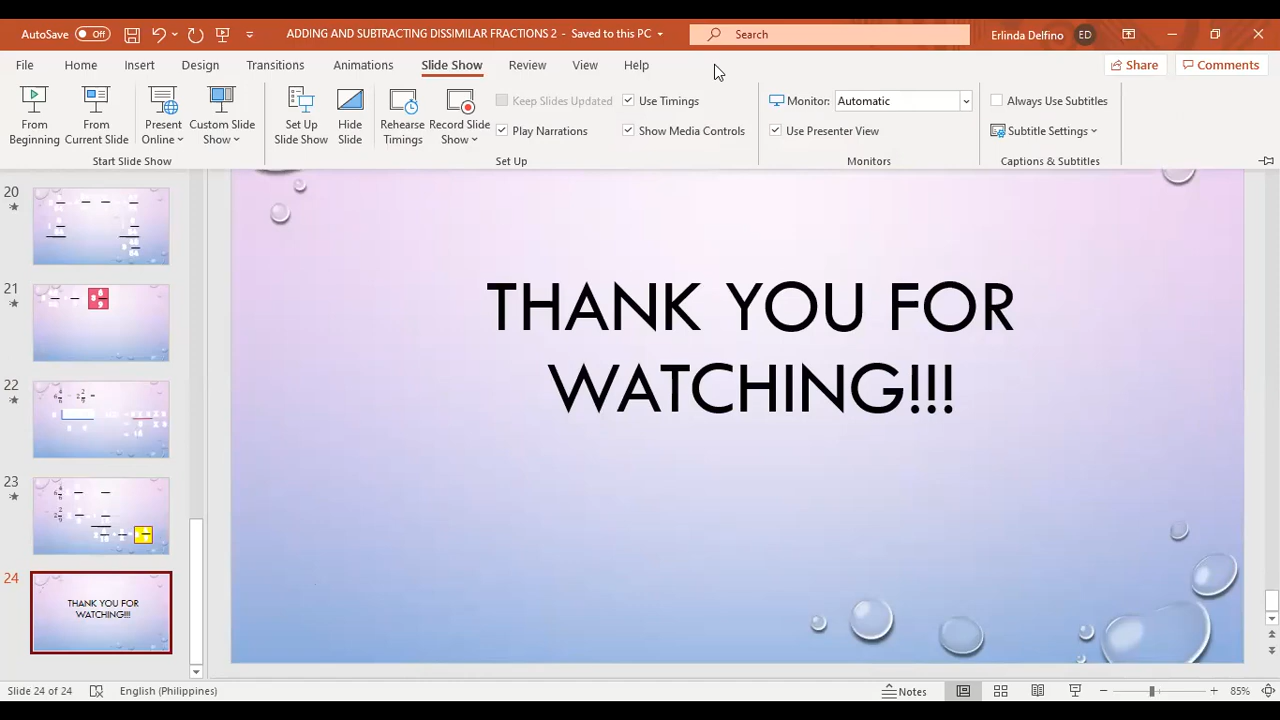 AutoSave Off
ADDING AND SUBTRACTING DISSIMILAR FRACTIONS 2 - Saved to this PC
Search
Erlinda Delfino ED
File Home Insert Design Transitions Animations Slide Show Review View Help
Share Comments
From Beginning
From Current Slide
Present Online
Custom Slide Show
Set Up Slide Show
Hide Slide
Rehearse Timings
Record Slide Show
Keep Slides Updated
Use Timings
Play Narrations
Show Media Controls
Monitor: Automatic
Use Presenter View
Always Use Subtitles
Subtitle Settings
Start Slide Show
Set Up
Monitors
Captions & Subtitles
20
21
22
23
24
THANK YOU FOR
WATCHING!!!
THANK YOU FOR
WATCHING!!!
Slide 24 of 24 English (Philippines) Notes 85%